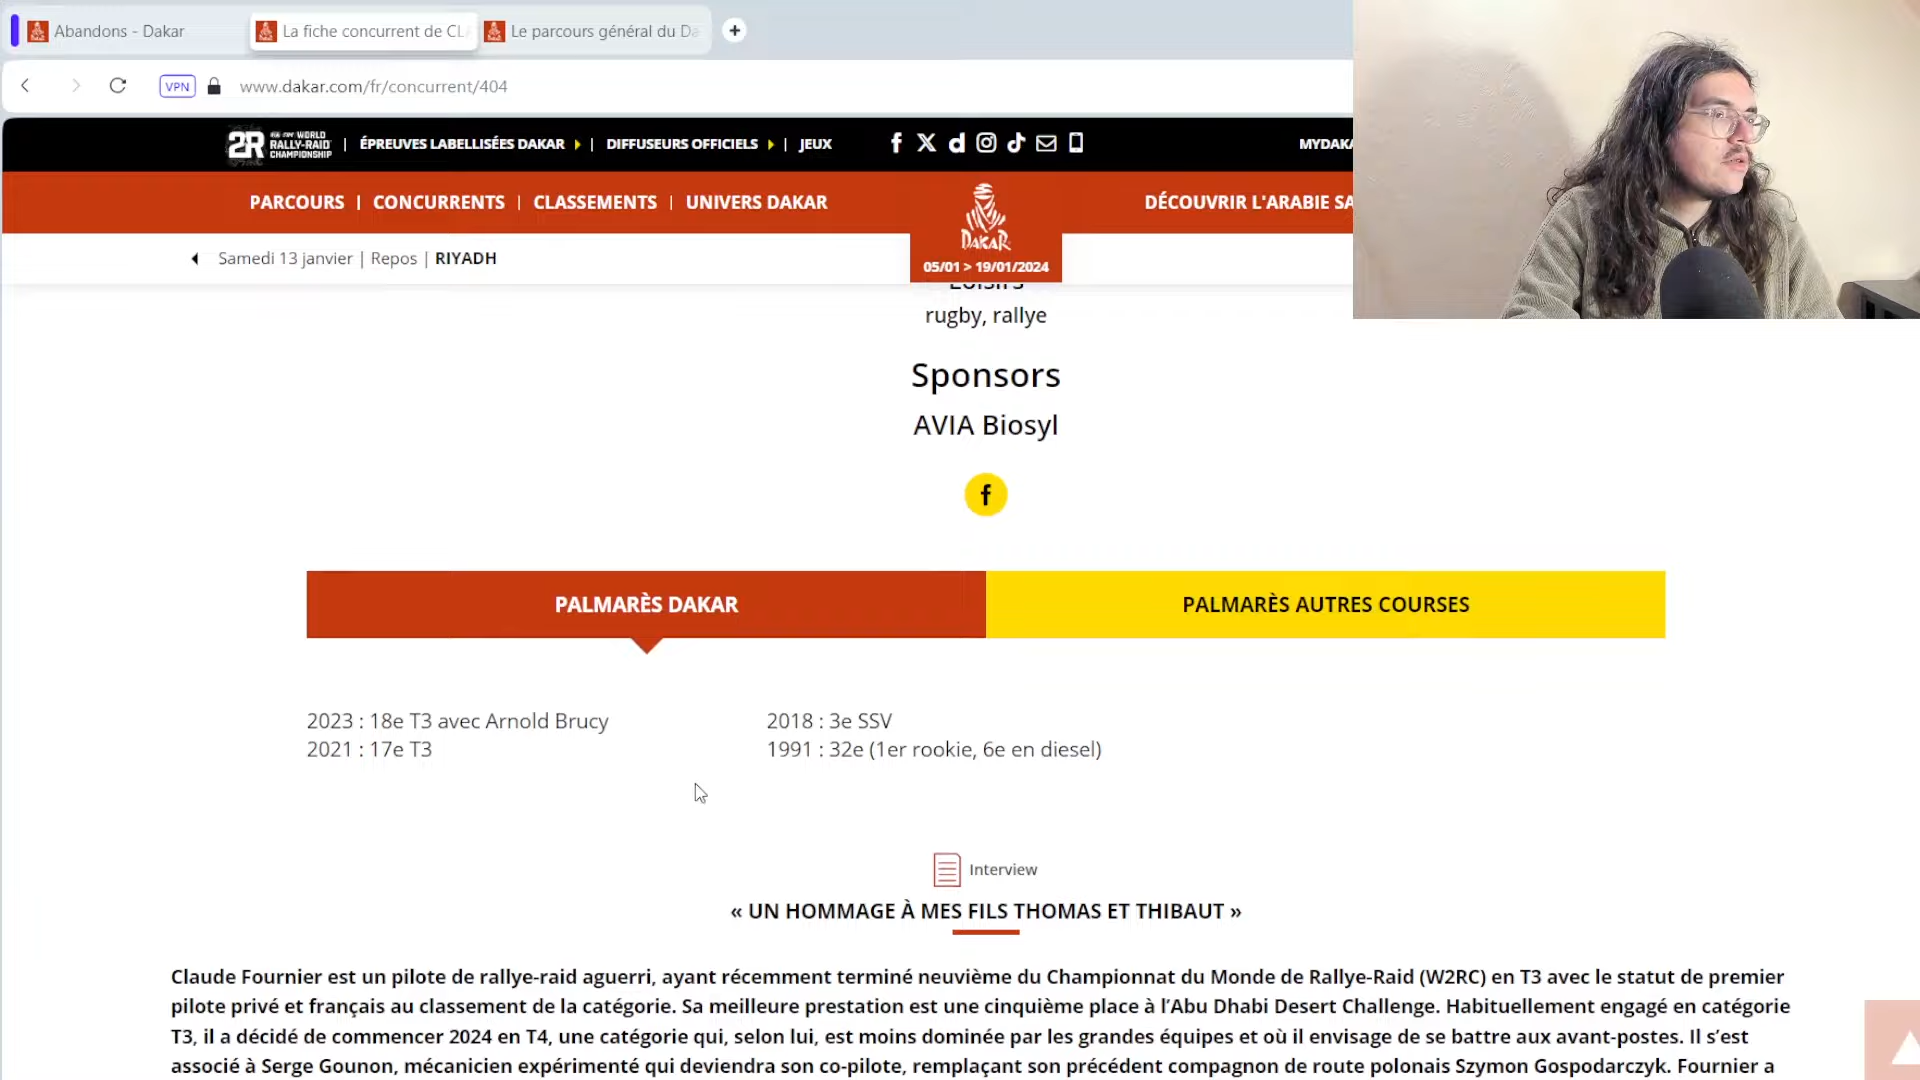 Abandons - Dakar
La fiche concurrent de CLA
Le parcours général du Da
VPN
www.dakar.com/fr/concurrent/404
2R
WORLD
RALLY-RAID
CHAMPIONSHIP
ÉPREUVES LABELLISÉES DAKAR
DIFFUSEURS OFFICIELS
JEUX
MYDAKA
PARCOURS | CONCURRENTS | CLASSEMENTS | UNIVERS DAKAR
DÉCOUVRIR L'ARABIE SA
DAKAR
05/01 > 19/01/2024
Samedi 13 janvier | Repos | RIYADH
Loisirs
rugby, rallye
Sponsors
AVIA Biosyl
PALMARÈS DAKAR
PALMARÈS AUTRES COURSES
2023 : 18e T3 avec Arnold Brucy
2021 : 17e T3
2018 : 3e SSV
1991 : 32e (1er rookie, 6e en diesel)
Interview
« UN HOMMAGE À MES FILS THOMAS ET THIBAUT »
Claude Fournier est un pilote de rallye-raid aguerri, ayant récemment terminé neuvième du Championnat du Monde de Rallye-Raid (W2RC) en T3 avec le statut de premier
pilote privé et français au classement de la catégorie. Sa meilleure prestation est une cinquième place à l'Abu Dhabi Desert Challenge. Habituellement engagé en catégorie
T3, il a décidé de commencer 2024 en T4, une catégorie qui, selon lui, est moins dominée par les grandes équipes et où il envisage de se battre aux avant-postes. Il s'est
associé à Serge Gounon, mécanicien expérimenté qui deviendra son co-pilote, remplaçant son précédent compagnon de route polonais Szymon Gospodarczyk. Fournier a